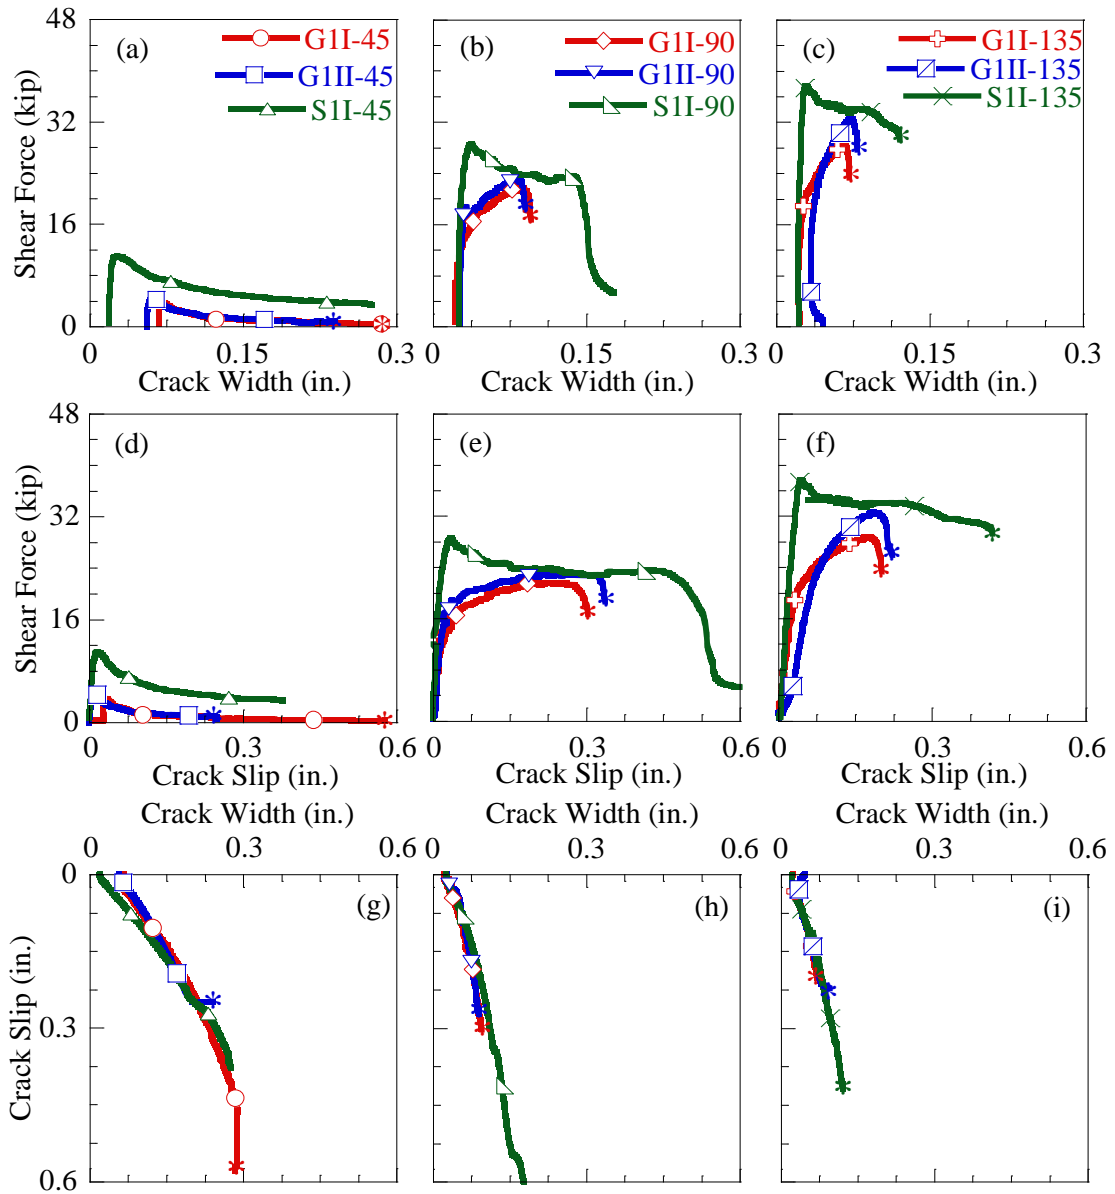 48
32
16
0
Shear Force (kip)
(a)
G1I-45
G1II-45
S1I-45
0
0.15
0.3
Crack Width (in.)
(b)
G1I-90
G1II-90
S1I-90
0
0.15
0.3
Crack Width (in.)
(c)
G1I-135
G1II-135
S1I-135
0
0.15
0.3
Crack Width (in.)
48
32
16
0
Shear Force (kip)
(d)
0
0.3
0.6
Crack Slip (in.)
(e)
0
0.3
0.6
Crack Slip (in.)
(f)
0
0.3
0.6
Crack Slip (in.)
Crack Width (in.)
0
0.3
0.6
0
0.3
0.6
Crack Slip (in.)
(g)
Crack Width (in.)
0
0.3
0.6
(h)
Crack Width (in.)
0
0.3
0.6
(i)